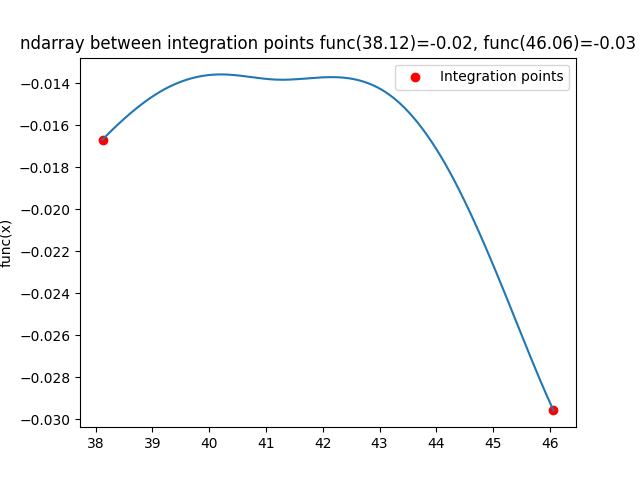 ndarray between integration points func(38.12)=-0.02, func(46.06)=-0.03
Integration points
func(x)
−0.014
−0.016
−0.018
−0.020
−0.022
−0.024
−0.026
−0.028
−0.030
38 39 40 41 42 43 44 45 46